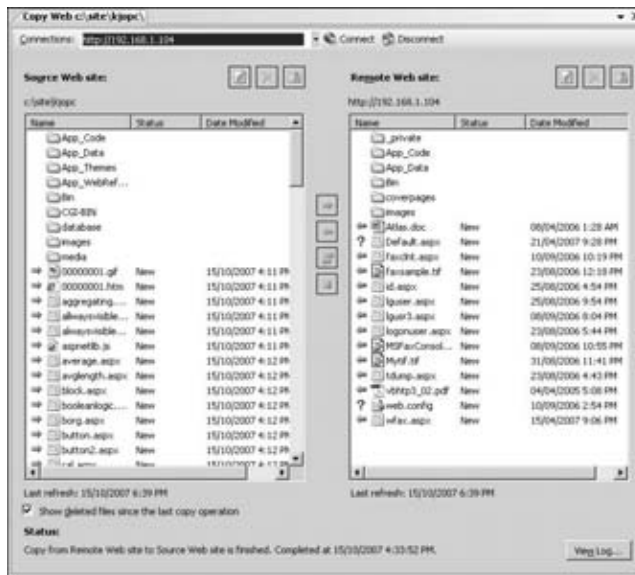 Copy Web c:\site\kjopc\
Connections: http://192.168.1.104 Connect Disconnect
Source Web site:
c:\site\kjopc
Name Status Date Modified
App_Code
App_Data
App_Themes
App_WebRef...
Bin
CGI-BIN
database
images
media
00000001.gif New 15/10/2007 4:11 PM
00000001.htm New 15/10/2007 4:11 PM
aggregating.... New 15/10/2007 4:11 PM
allwaysvisible... New 15/10/2007 4:11 PM
alwaysvisible... New 15/10/2007 4:11 PM
aspnetlib.js New 15/10/2007 4:11 PM
average.aspx New 15/10/2007 4:12 PM
avglength.aspx New 15/10/2007 4:12 PM
block.aspx New 15/10/2007 4:12 PM
booleanlogic.... New 15/10/2007 4:12 PM
borg.aspx New 15/10/2007 4:12 PM
button.aspx New 15/10/2007 4:12 PM
button2.aspx New 15/10/2007 4:12 PM
cal.aspx New 15/10/2007 4:12 PM
Last refresh: 15/10/2007 6:39 PM
Remote Web site:
http://192.168.1.104
Name Status Date Modified
_private
App_Code
App_Data
Bin
coverpages
images
Atlas.doc New 08/04/2006 1:28 AM
? Default.aspx New 21/04/2007 9:28 PM
faxdnt.aspx New 10/09/2006 10:19 PM
faxsample.tif New 23/08/2006 12:18 PM
id.aspx New 25/08/2006 4:54 PM
lguser.aspx New 25/08/2006 9:54 PM
lguer3.aspx New 08/09/2006 8:04 PM
logonuser.aspx New 23/08/2006 5:44 PM
MSFaxConsol... New 08/09/2006 10:55 PM
Mytif.tif New 31/08/2006 11:41 PM
tdump.aspx New 23/08/2006 4:43 PM
vbhtp3_02.pdf New 04/04/2005 5:08 PM
? web.config New 10/09/2006 2:54 PM
wfax.aspx New 15/04/2007 9:06 PM
Last refresh: 15/10/2007 6:39 PM
Show deleted files since the last copy operation
Status:
Copy from Remote Web site to Source Web site is finished. Completed at 15/10/2007 4:33:52 PM.
View Log...